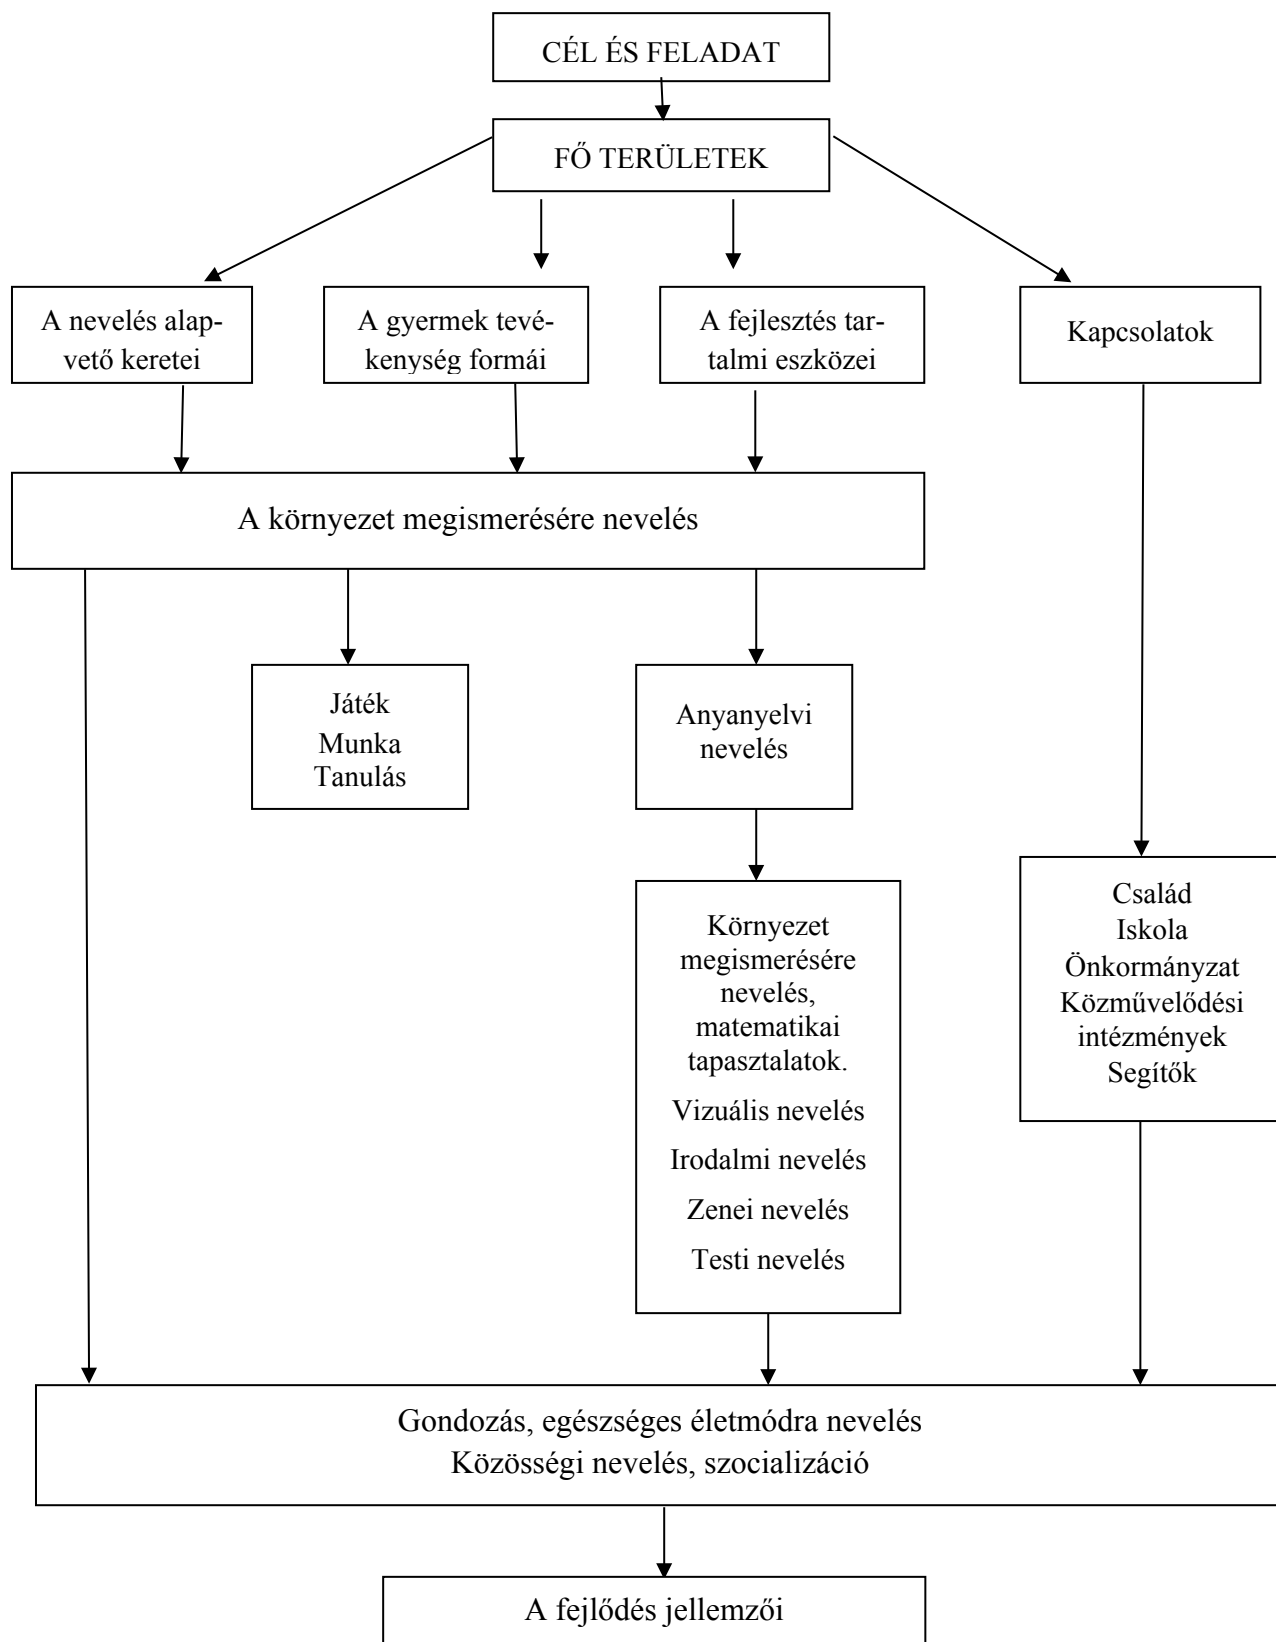 CÉL ÉS FELADAT
FŐ TERÜLETEK
A nevelés alap-
vető keretei
A gyermek tevé-
kenység formái
A fejlesztés tar-
talmi eszközei
Kapcsolatok
A környezet megismerésére nevelés
Játék
Munka
Tanulás
Anyanyelvi
nevelés
Környezet
megismerésére
nevelés,
matematikai
tapasztalatok.
Vizuális nevelés
Irodalmi nevelés
Zenei nevelés
Testi nevelés
Család
Iskola
Önkormányzat
Közművelődési
intézmények
Segítők
Gondozás, egészséges életmódra nevelés
Közösségi nevelés, szocializáció
A fejlődés jellemzői